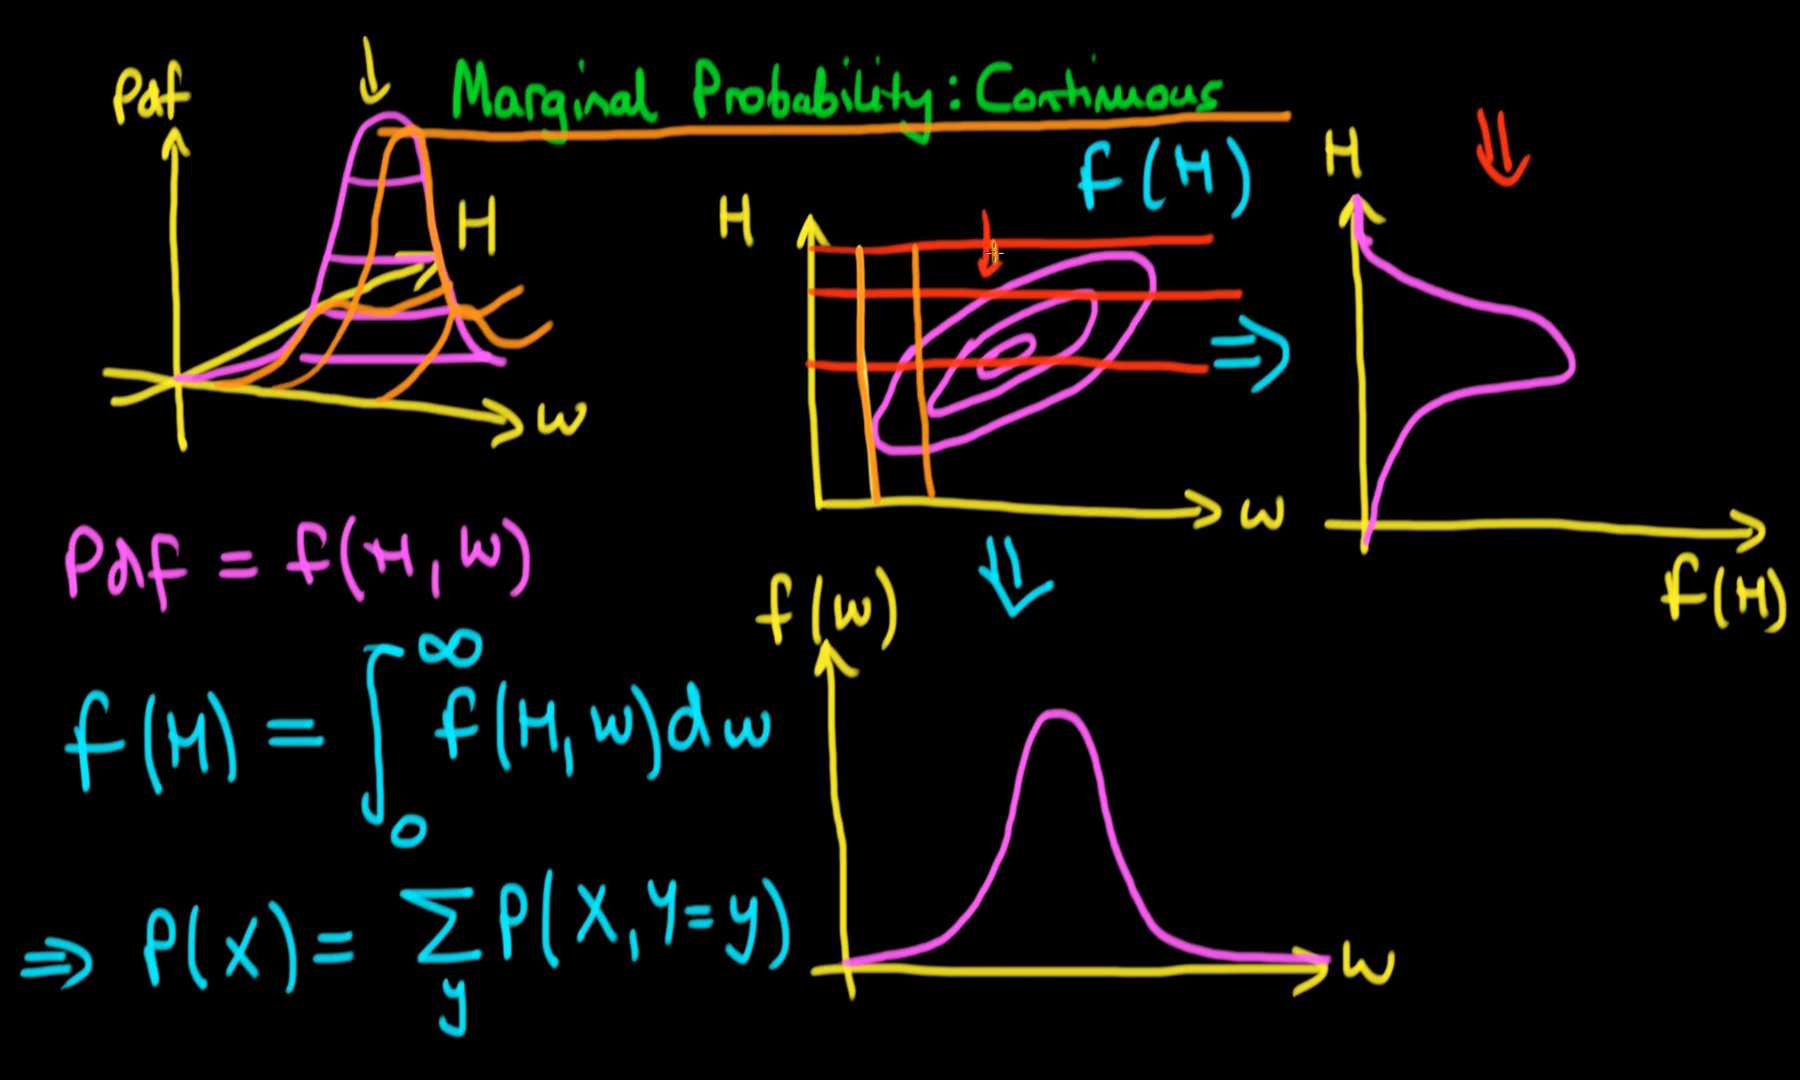 Marginal Probability: Continuous
Pdf
H
W
H
f(H)
W
H
f(H)
Pdf = f(H, W)
f(H) = ∫₀^∞ f(H, W) dW
⇒ P(X) = Σ_y P(X, Y=y)
f(W)
W